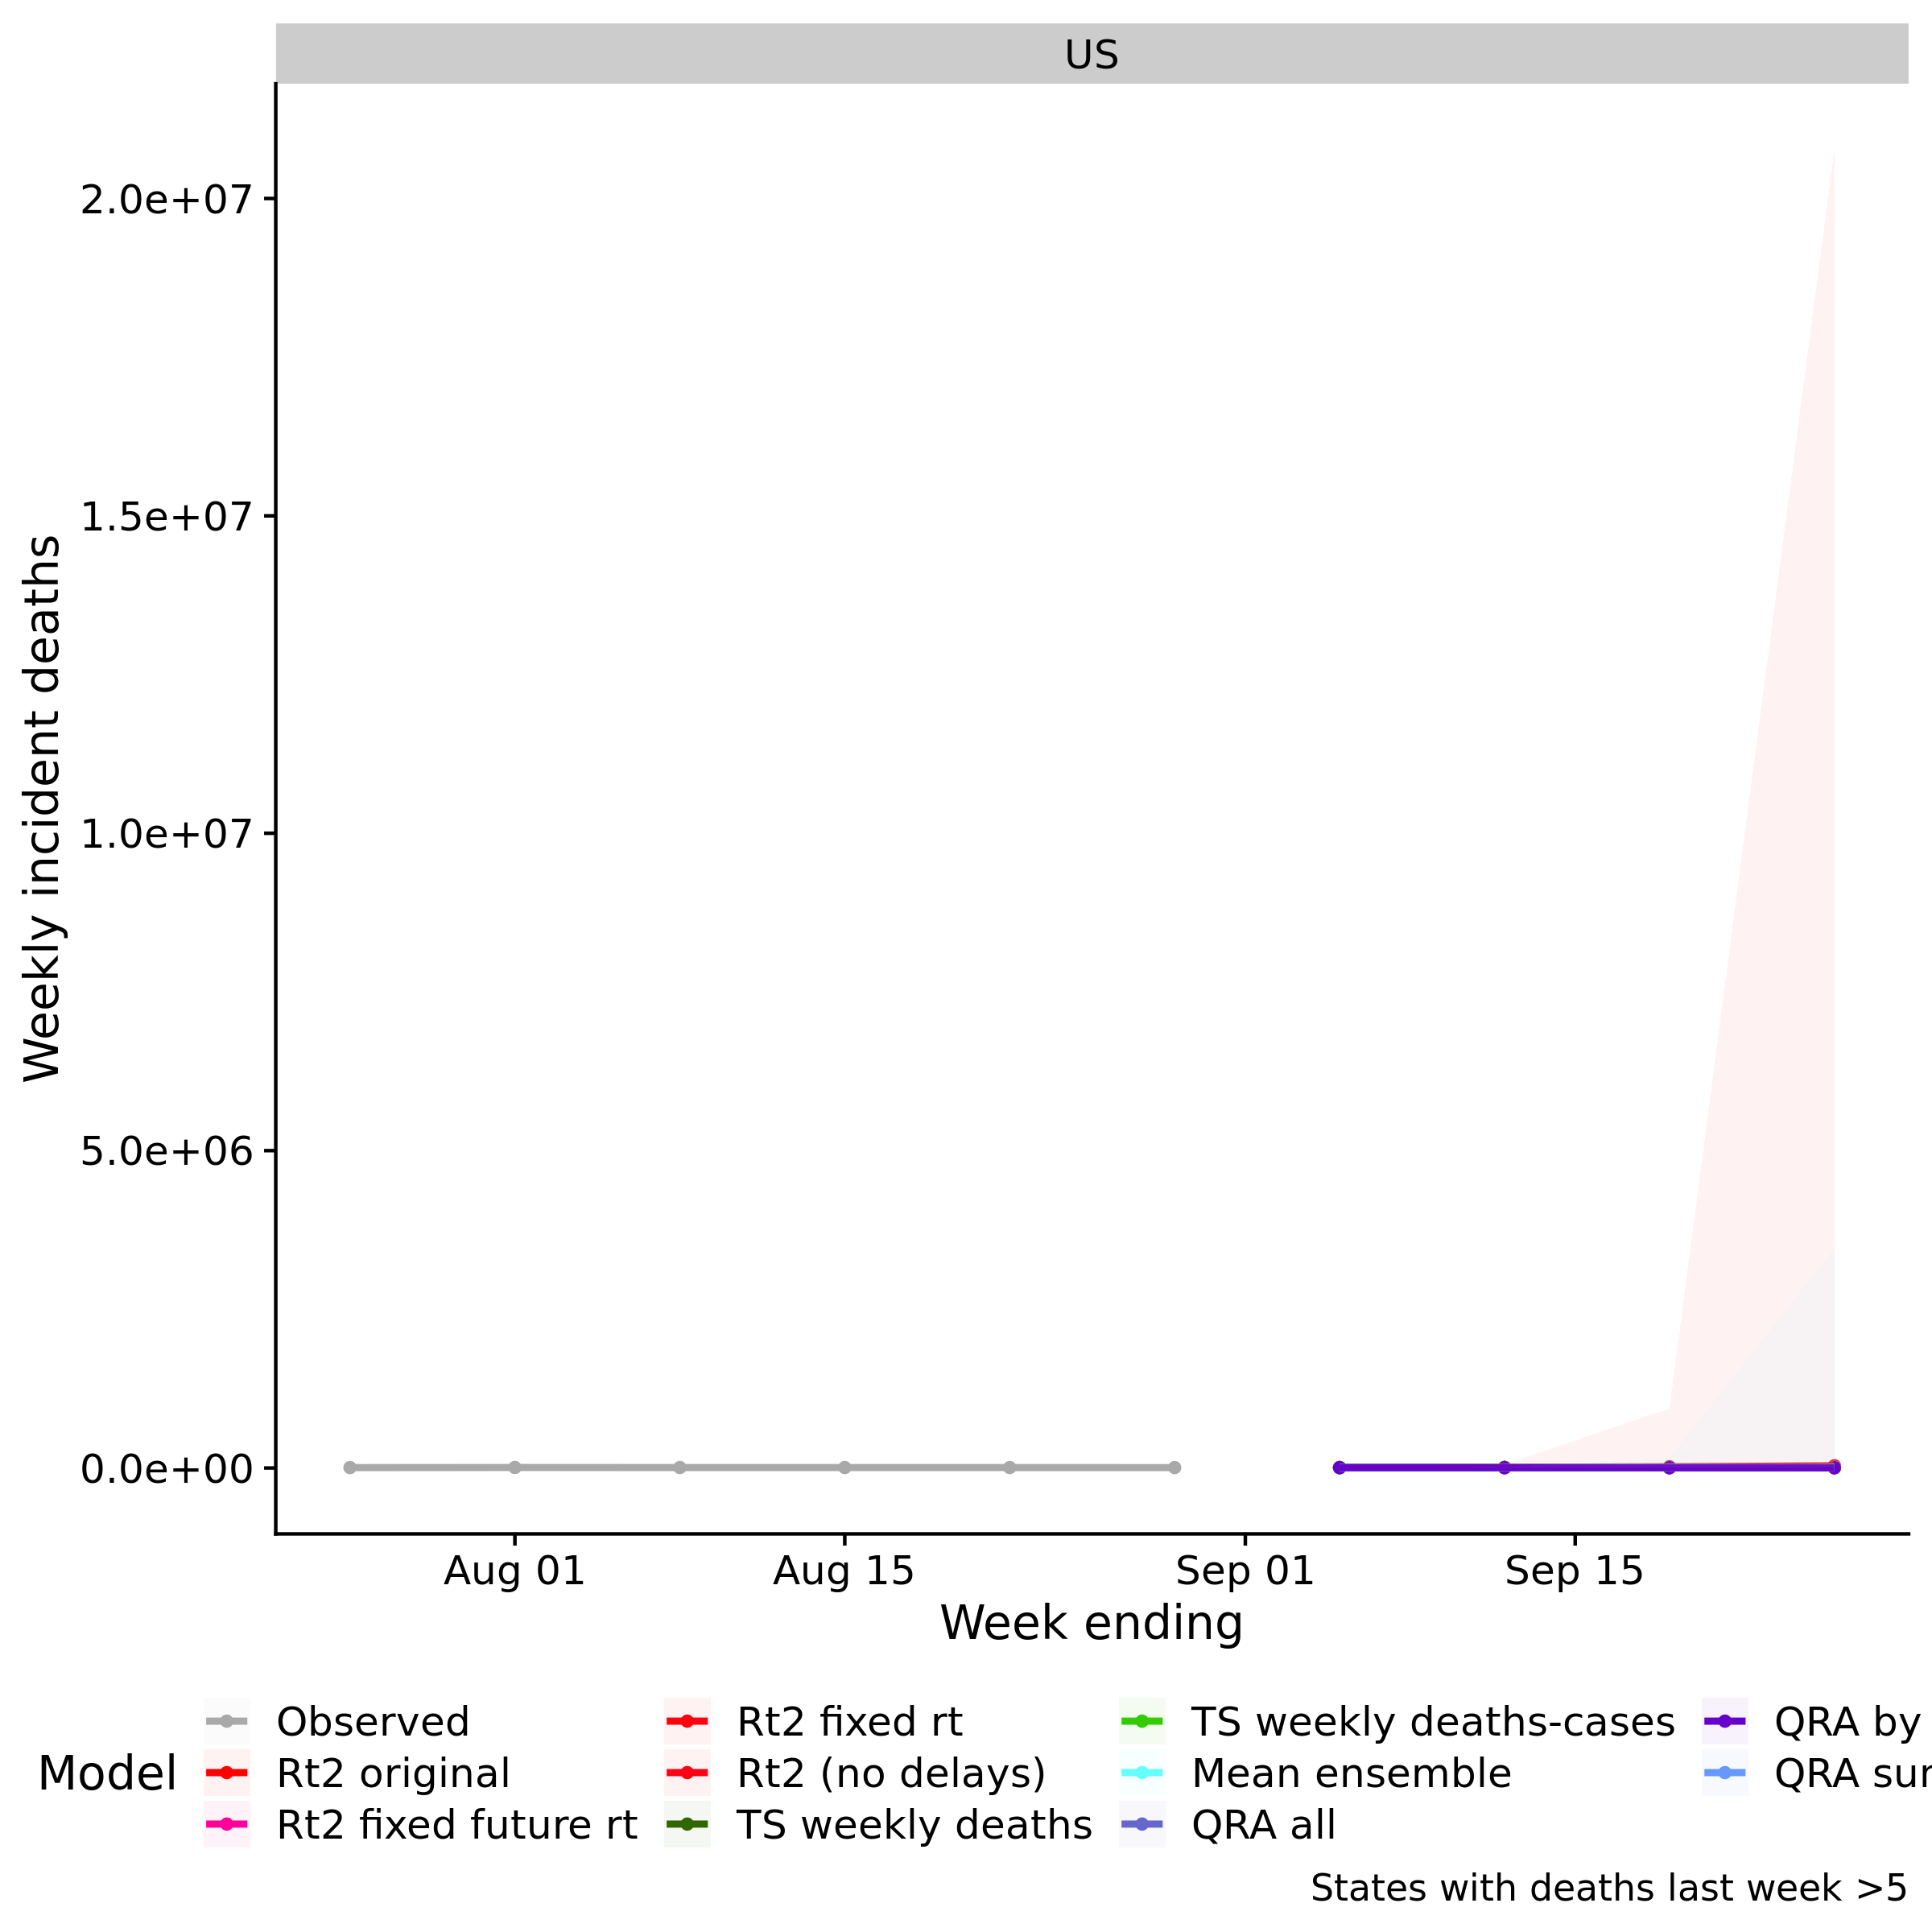 US
2.0e+07
1.5e+07
1.0e+07
5.0e+06
0.0e+00
Weekly incident deaths
Aug 01
Aug 15
Sep 01
Sep 15
Week ending
Model
Observed
Rt2 original
Rt2 fixed future rt
Rt2 fixed rt
Rt2 (no delays)
TS weekly deaths
TS weekly deaths-cases
Mean ensemble
QRA all
QRA by
QRA
States with deaths last week >5